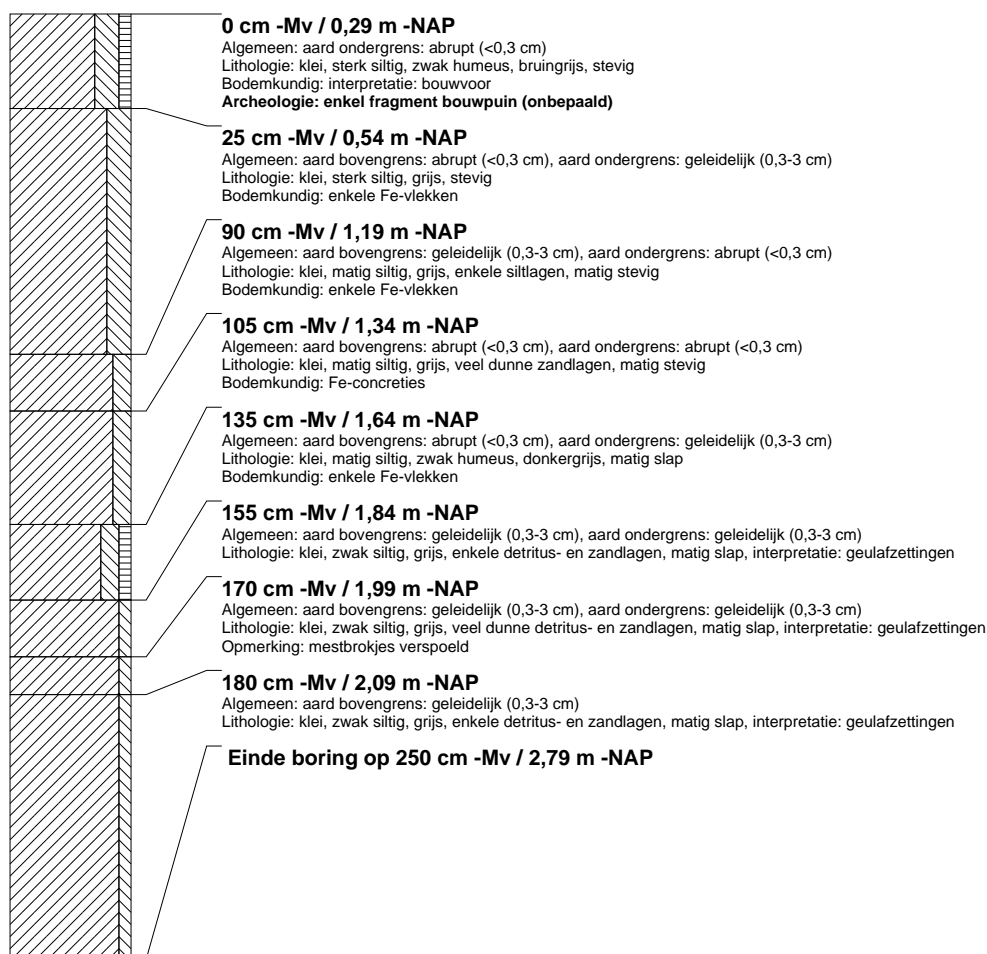 0 cm -Mv / 0,29 m -NAP
Algemeen: aard ondergrens: abrupt (<0,3 cm)
Lithologie: klei, sterk siltig, zwak humeus, bruingrijs, stevig
Bodemkundig: interpretatie: bouwvoor
Archeologie: enkel fragment bouwpuin (onbepaald)
25 cm -Mv / 0,54 m -NAP
Algemeen: aard bovengrens: abrupt (<0,3 cm), aard ondergrens: geleidelijk (0,3-3 cm)
Lithologie: klei, sterk siltig, grijs, stevig
Bodemkundig: enkele Fe-vlekken
90 cm -Mv / 1,19 m -NAP
Algemeen: aard bovengrens: geleidelijk (0,3-3 cm), aard ondergrens: abrupt (<0,3 cm)
Lithologie: klei, matig siltig, grijs, enkele siltlagen, matig stevig
Bodemkundig: enkele Fe-vlekken
105 cm -Mv / 1,34 m -NAP
Algemeen: aard bovengrens: abrupt (<0,3 cm), aard ondergrens: abrupt (<0,3 cm)
Lithologie: klei, matig siltig, grijs, veel dunne zandlagen, matig stevig
Bodemkundig: Fe-concreties
135 cm -Mv / 1,64 m -NAP
Algemeen: aard bovengrens: abrupt (<0,3 cm), aard ondergrens: geleidelijk (0,3-3 cm)
Lithologie: klei, matig siltig, zwak humeus, donkergrijs, matig slap
Bodemkundig: enkele Fe-vlekken
155 cm -Mv / 1,84 m -NAP
Algemeen: aard bovengrens: geleidelijk (0,3-3 cm), aard ondergrens: geleidelijk (0,3-3 cm)
Lithologie: klei, zwak siltig, grijs, enkele detritus- en zandlagen, matig slap, interpretatie: geulafzettingen
170 cm -Mv / 1,99 m -NAP
Algemeen: aard bovengrens: geleidelijk (0,3-3 cm), aard ondergrens: geleidelijk (0,3-3 cm)
Lithologie: klei, zwak siltig, grijs, veel dunne detritus- en zandlagen, matig slap, interpretatie: geulafzettingen
Opmerking: mestbrokjes verspoeld
180 cm -Mv / 2,09 m -NAP
Algemeen: aard bovengrens: geleidelijk (0,3-3 cm)
Lithologie: klei, zwak siltig, grijs, enkele detritus- en zandlagen, matig slap, interpretatie: geulafzettingen
Einde boring op 250 cm -Mv / 2,79 m -NAP